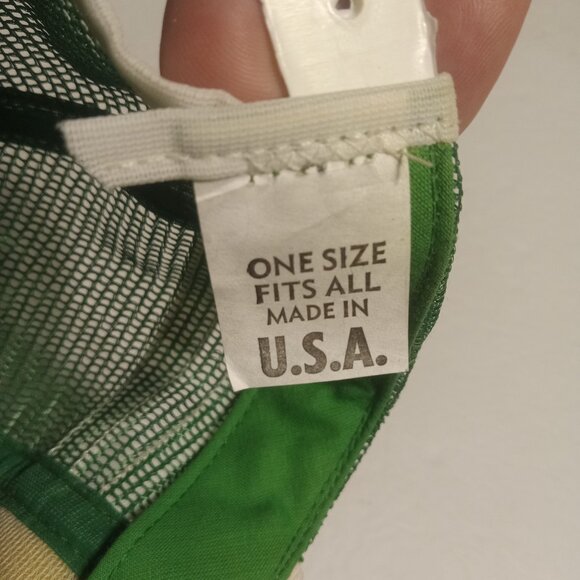 ONE SIZE
FITS ALL
MADE IN
U.S.A.